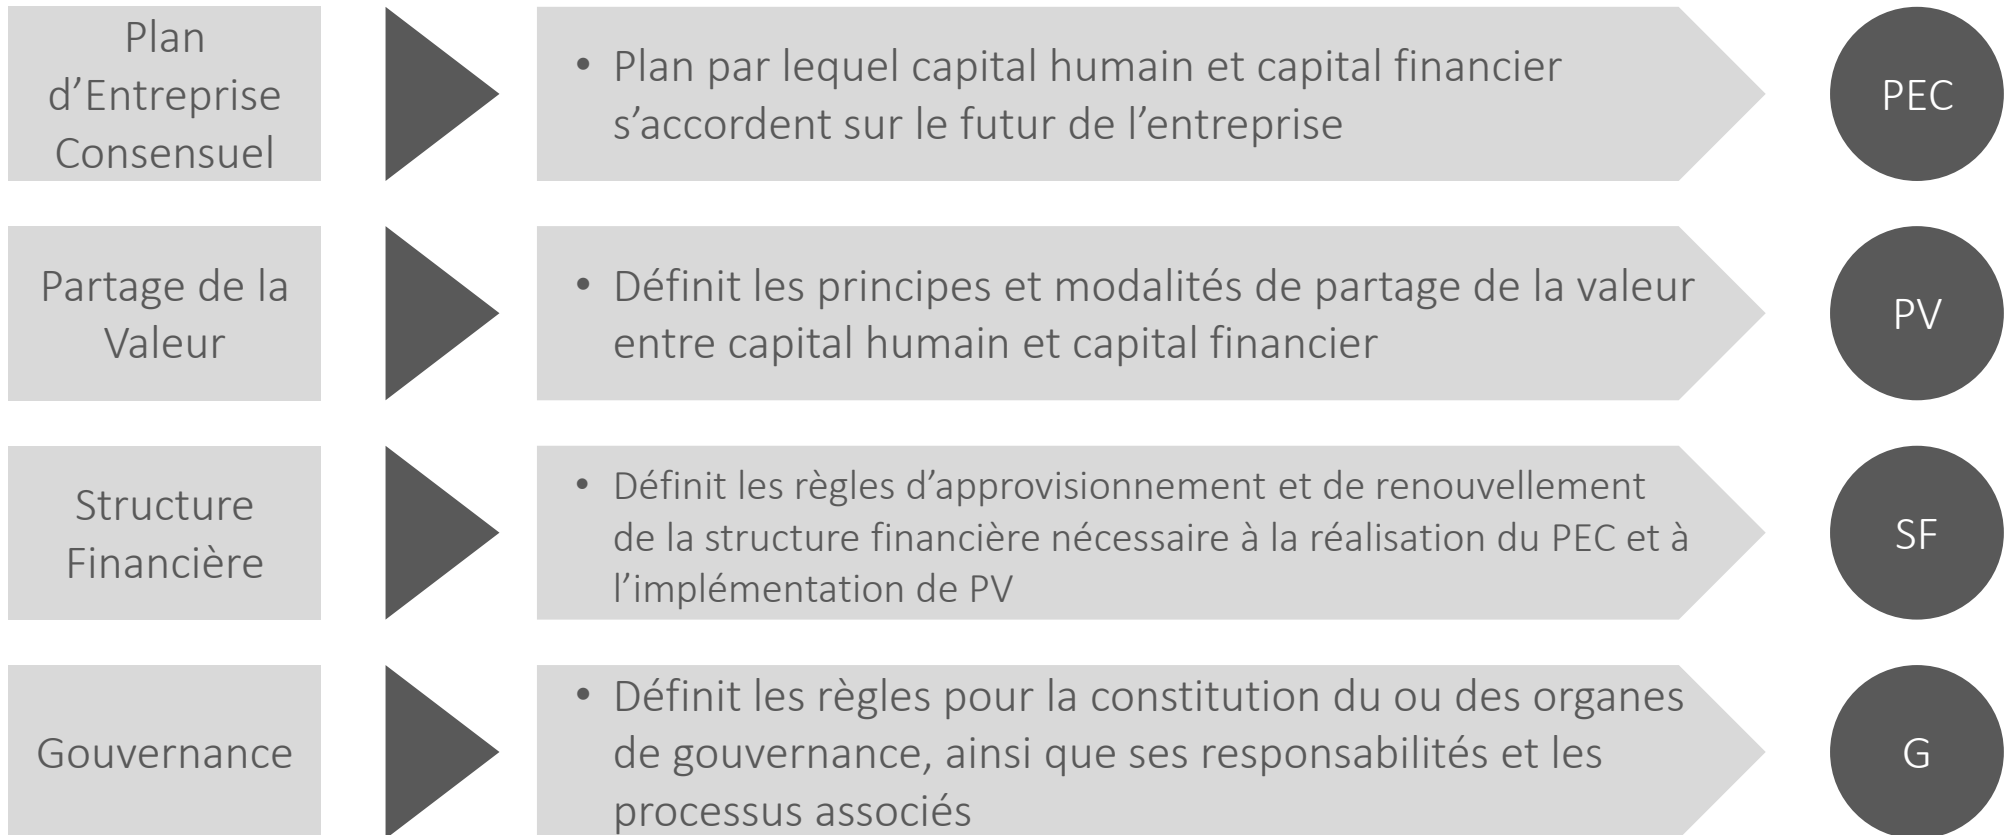 Plan
d’Entreprise
Consensuel
• Plan par lequel capital humain et capital financier
s’accordent sur le futur de l’entreprise
PEC
Partage de la
Valeur
• Définit les principes et modalités de partage de la valeur
entre capital humain et capital financier
PV
Structure
Financière
• Définit les règles d’approvisionnement et de renouvellement
de la structure financière nécessaire à la réalisation du PEC et à
l’implémentation de PV
SF
Gouvernance
• Définit les règles pour la constitution du ou des organes
de gouvernance, ainsi que ses responsabilités et les
processus associés
G